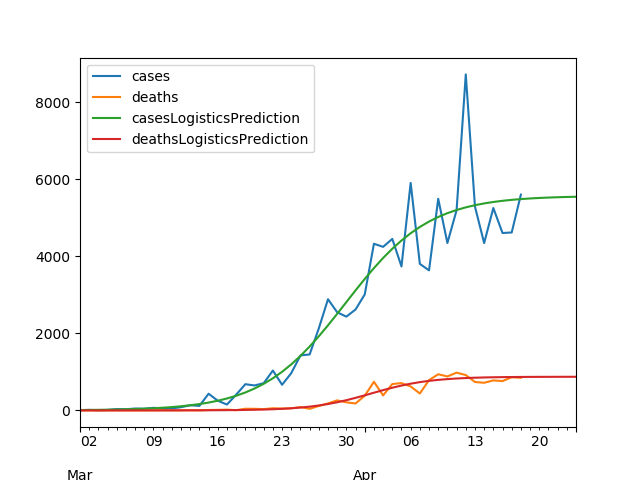 cases
deaths
casesLogisticsPrediction
deathsLogisticsPrediction
8000
6000
4000
2000
0
02 09 16 23 30 06 13 20
Mar Apr